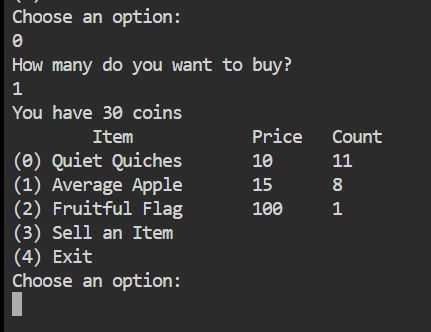 Choose an option:
0
How many do you want to buy?
1
You have 30 coins
Item Price Count
(0) Quiet Quiches 10 11
(1) Average Apple 15 8
(2) Fruitful Flag 100 1
(3) Sell an Item
(4) Exit
Choose an option: